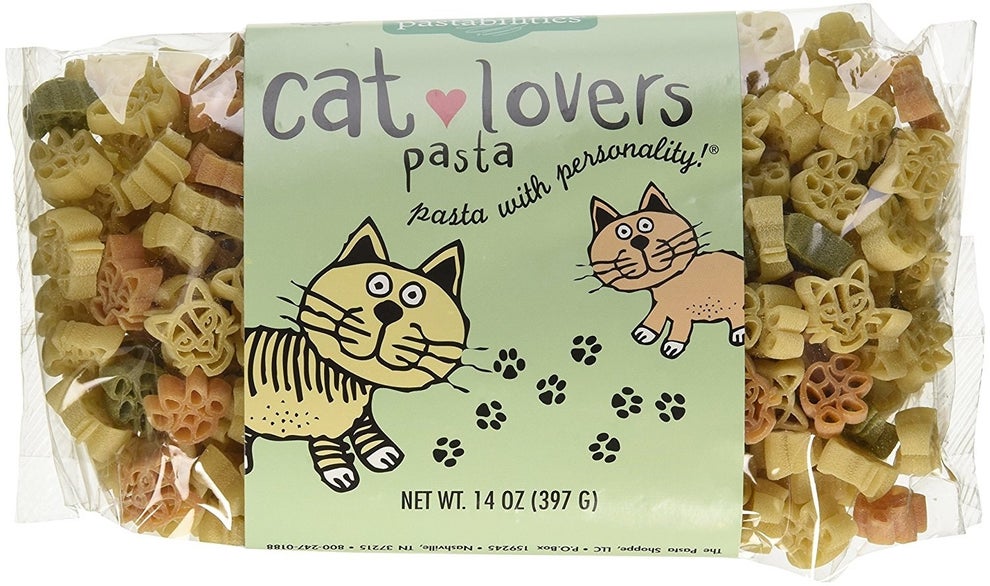 pastabilities
cat lovers
pasta
pasta with personality!®
NET WT. 14 OZ (397 G)
The Pasta Shoppe, LLC • P.O.Box 159245 • Nashville, TN 37215 • 800-247-0188